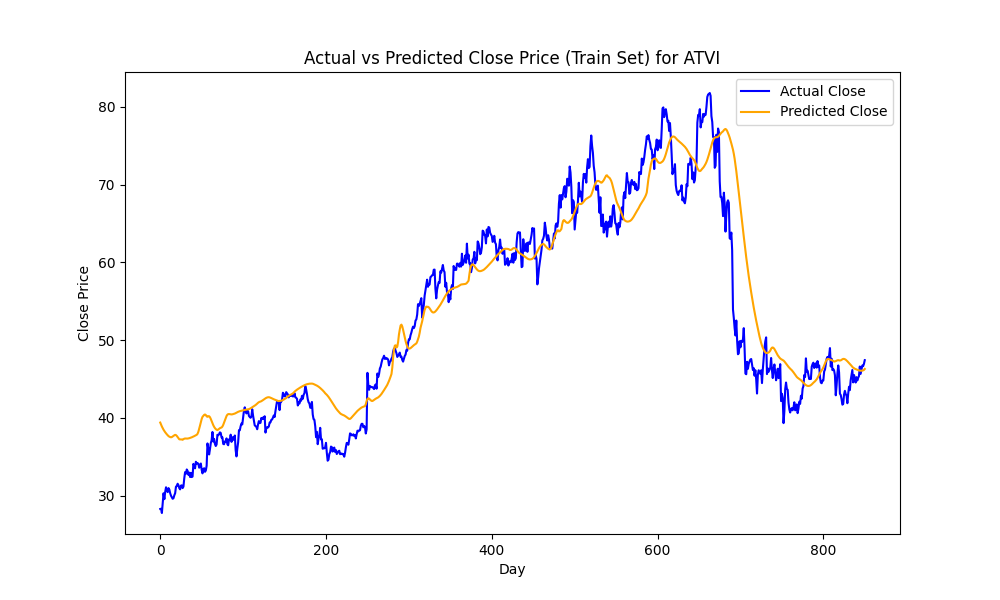 Actual vs Predicted Close Price (Train Set) for ATVI
Actual Close
Predicted Close
Close Price
80
70
60
50
40
30
0 200 400 600 800
Day